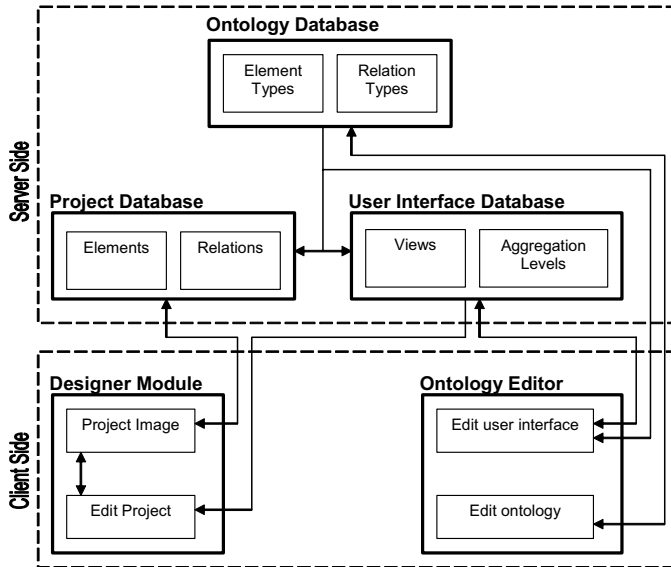 Ontology Database
Element
Types
Relation
Types
Server Side
Project Database
Elements
Relations
User Interface Database
Views
Aggregation
Levels
Client Side
Designer Module
Project Image
Edit Project
Ontology Editor
Edit user interface
Edit ontology